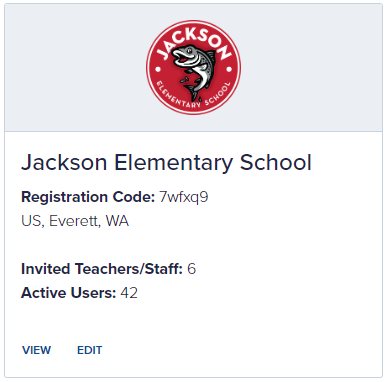 JACKSON
ELEMENTARY SCHOOL
Jackson Elementary School
Registration Code: 7wfxq9
US, Everett, WA
Invited Teachers/Staff: 6
Active Users: 42
VIEW EDIT